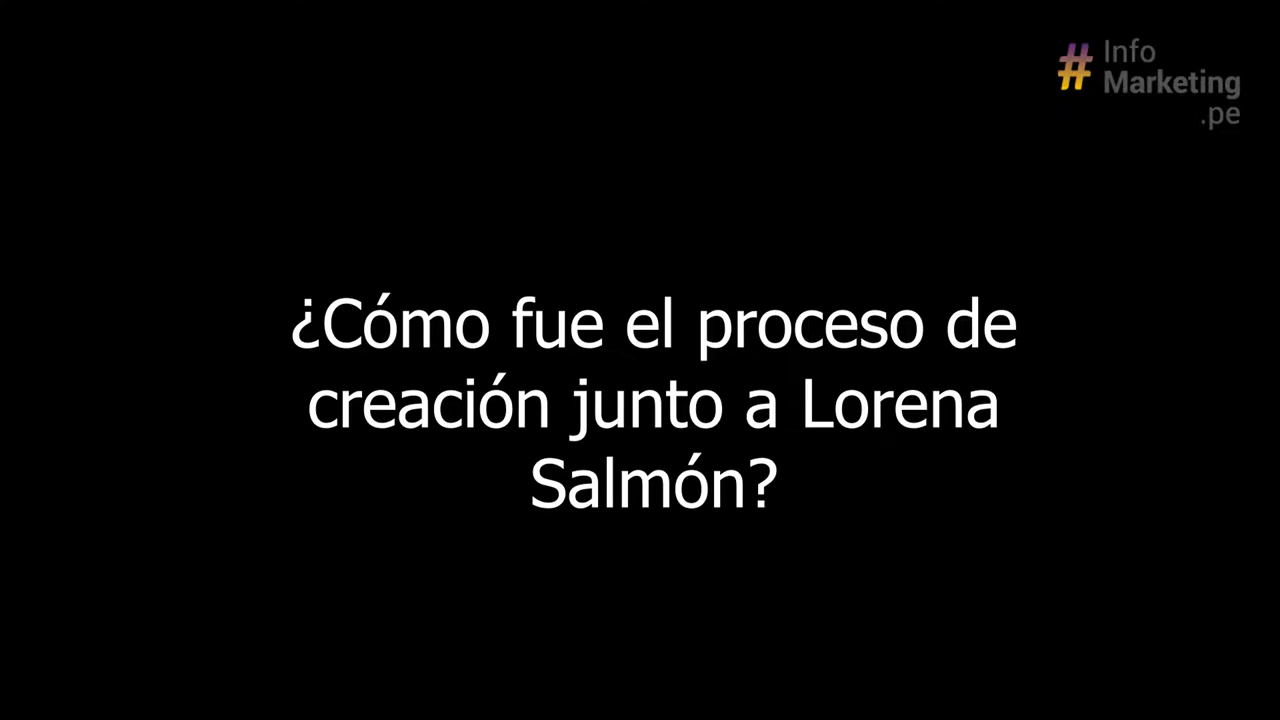 #Info
Marketing
.pe
¿Cómo fue el proceso de
creación junto a Lorena
Salmón?